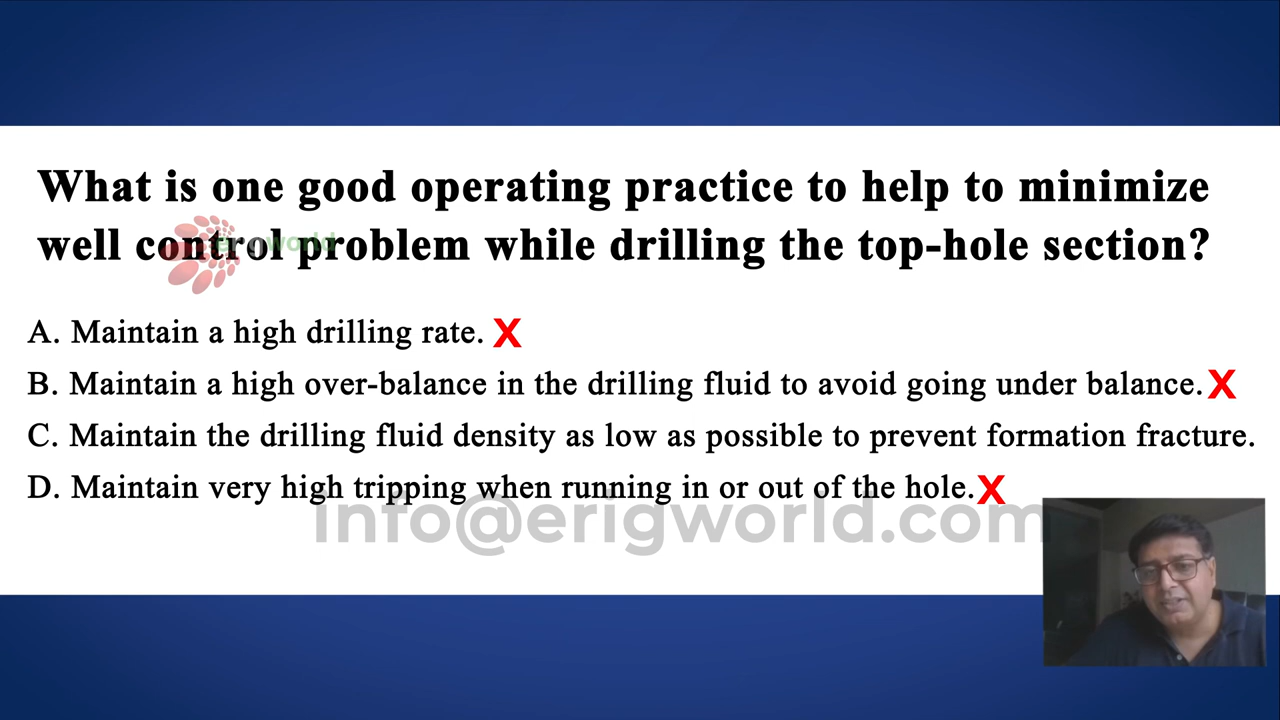 What is one good operating practice to help to minimize
well control problem while drilling the top-hole section?
erigworld
A. Maintain a high drilling rate. X
B. Maintain a high over-balance in the drilling fluid to avoid going under balance. X
C. Maintain the drilling fluid density as low as possible to prevent formation fracture.
D. Maintain very high tripping when running in or out of the hole. X
info@erigworld.com